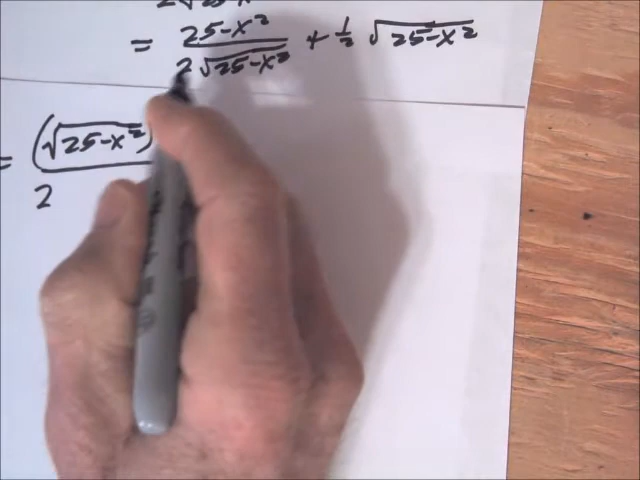 = 25-x² / 2√25-x² + 1/2 √25-x²
= (√25-x²) / 2